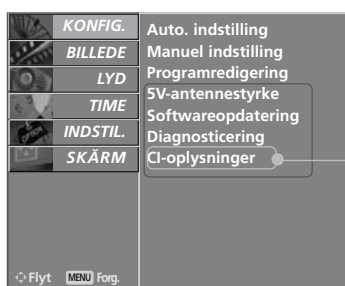 KONFIG.
BILLEDE
LYD
TIME
INDSTIL.
SKĂRM
Auto. indstilling
Manuel indstilling
Programredigering
5V-antennestyrke
Softwareopdatering
Diagnosticering
CI-oplysninger
Flyt MENU Forg.